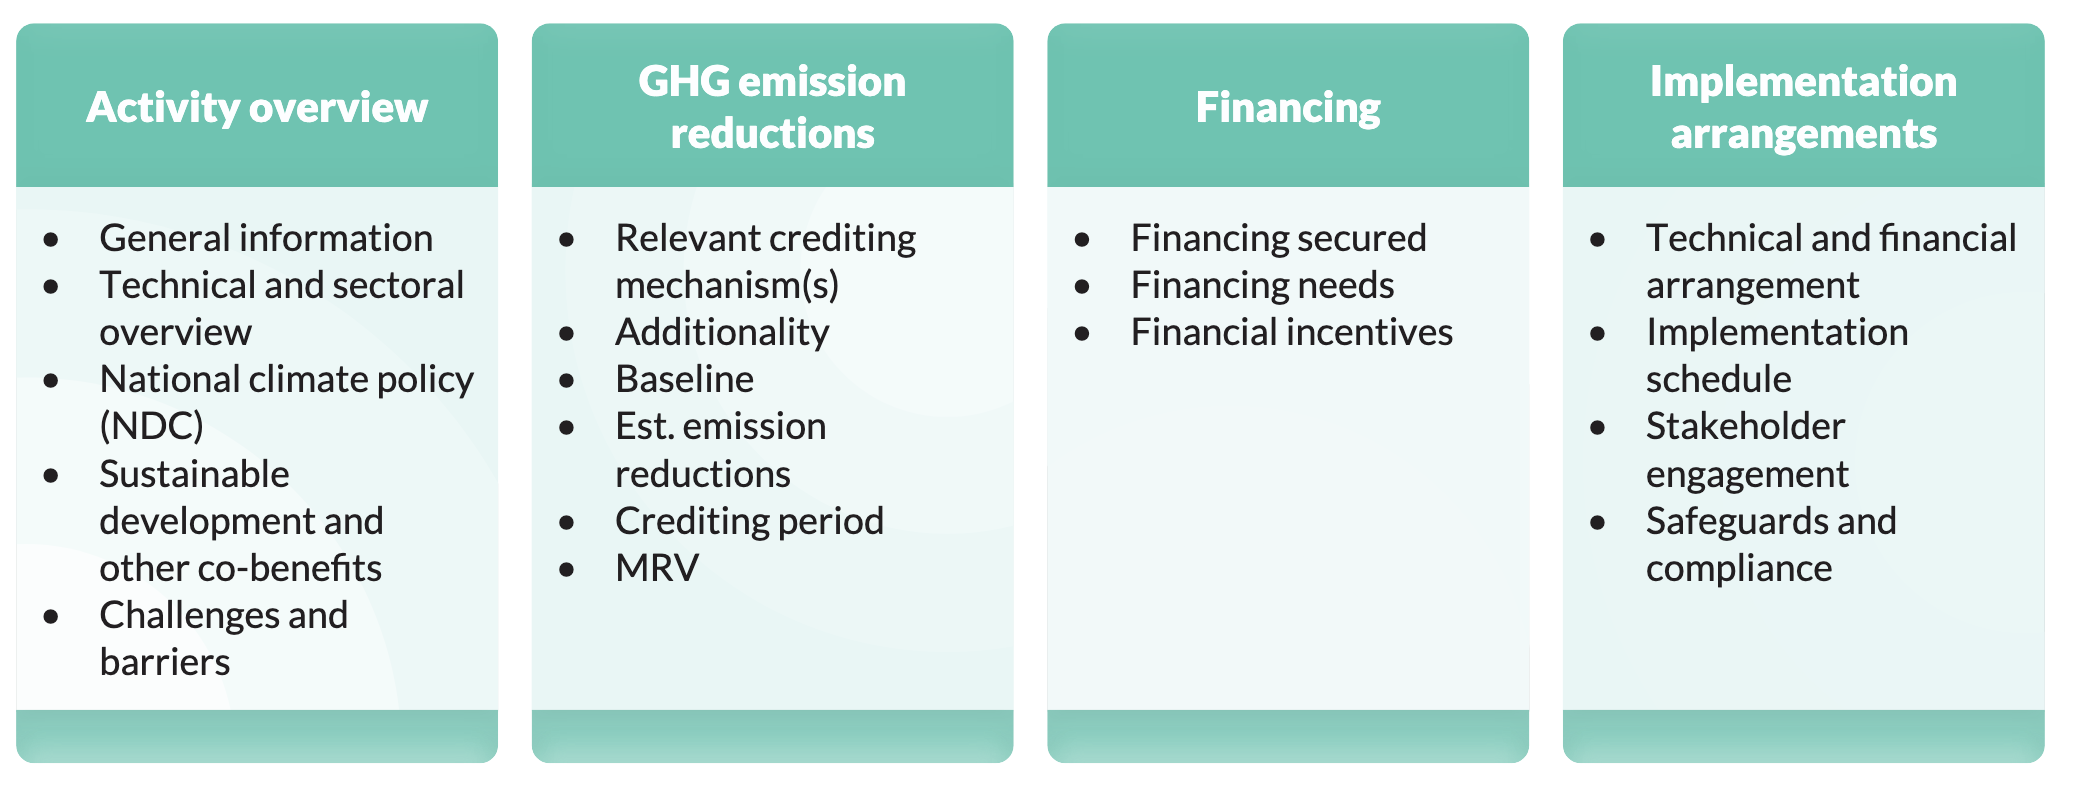 Activity overview
• General information
• Technical and sectoral
overview
• National climate policy
(NDC)
• Sustainable
development and
other co-benefits
• Challenges and
barriers
GHG emission
reductions
• Relevant crediting
mechanism(s)
• Additionality
• Baseline
• Est. emission
reductions
• Crediting period
• MRV
Financing
• Financing secured
• Financing needs
• Financial incentives
Implementation
arrangements
• Technical and financial
arrangement
• Implementation
schedule
• Stakeholder
engagement
• Safeguards and
compliance